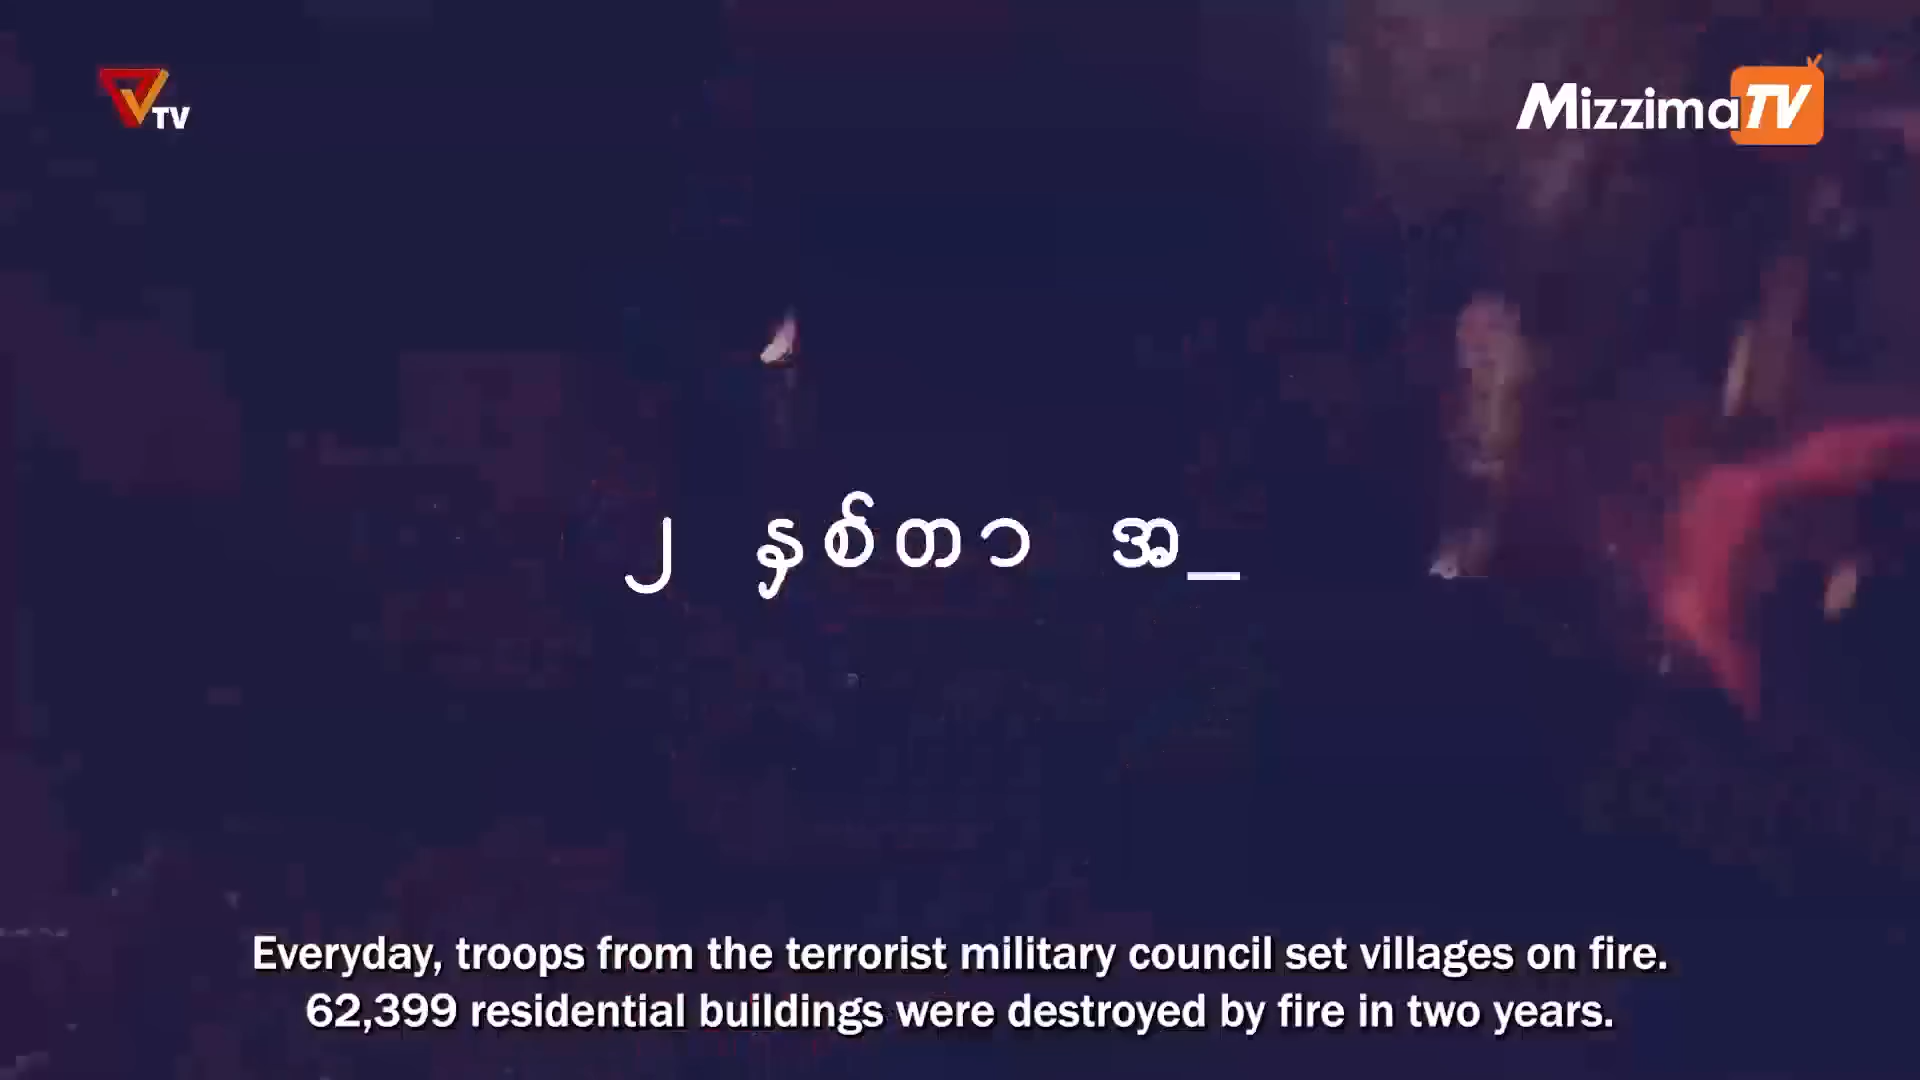 TV
MizzimaTV
၂ နှစ်တာ အ_
Everyday, troops from the terrorist military council set villages on fire.
62,399 residential buildings were destroyed by fire in two years.